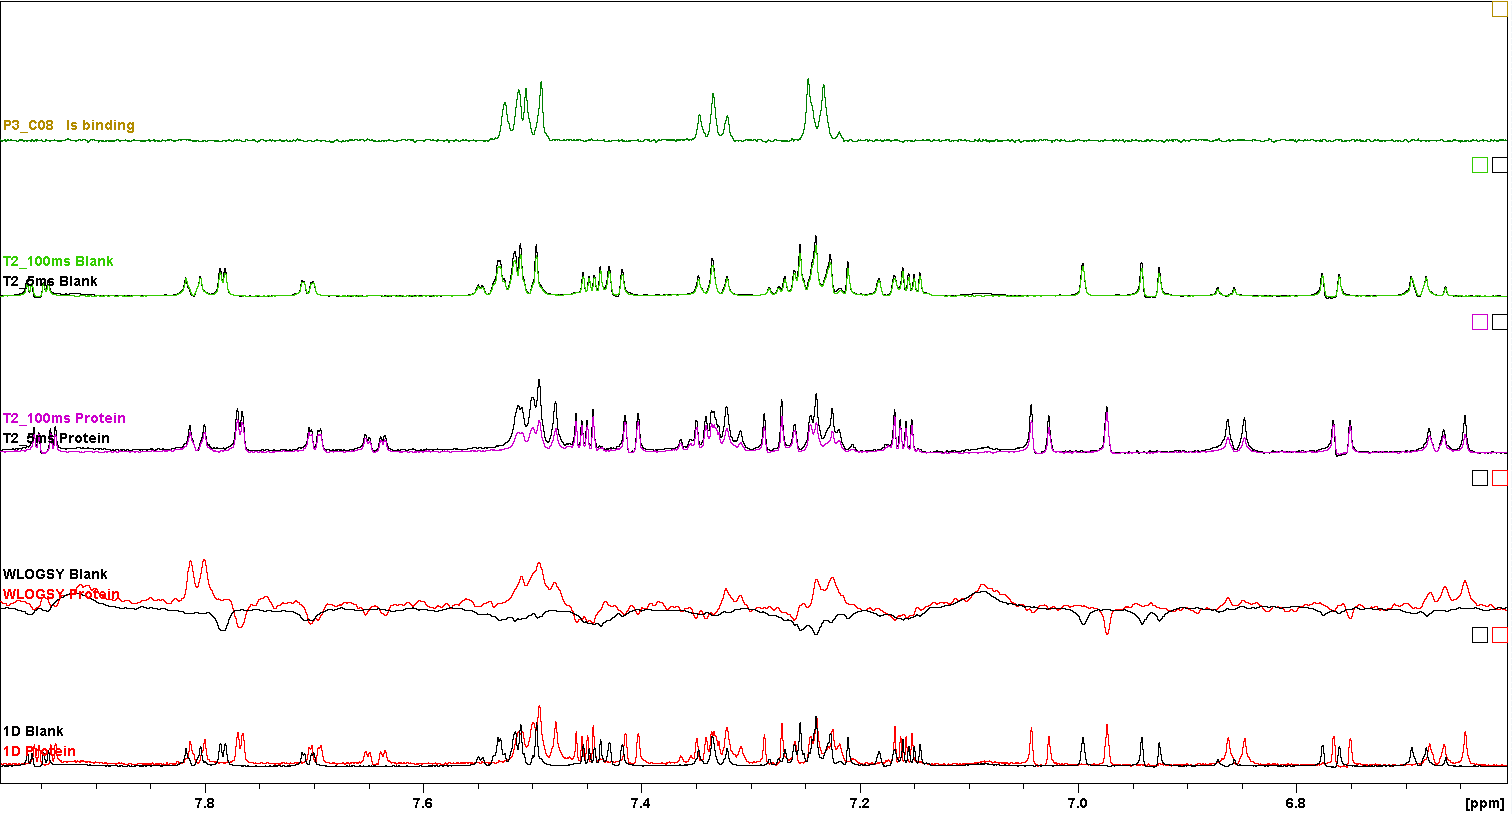 P3_C08 Is binding
T2_100ms Blank
T2_5ms Blank
T2_100ms Protein
T2_5ms Protein
WLOGSY Blank
WLOGSY Protein
1D Blank
1D Protein
7.8 7.6 7.4 7.2 7.0 6.8 [ppm]